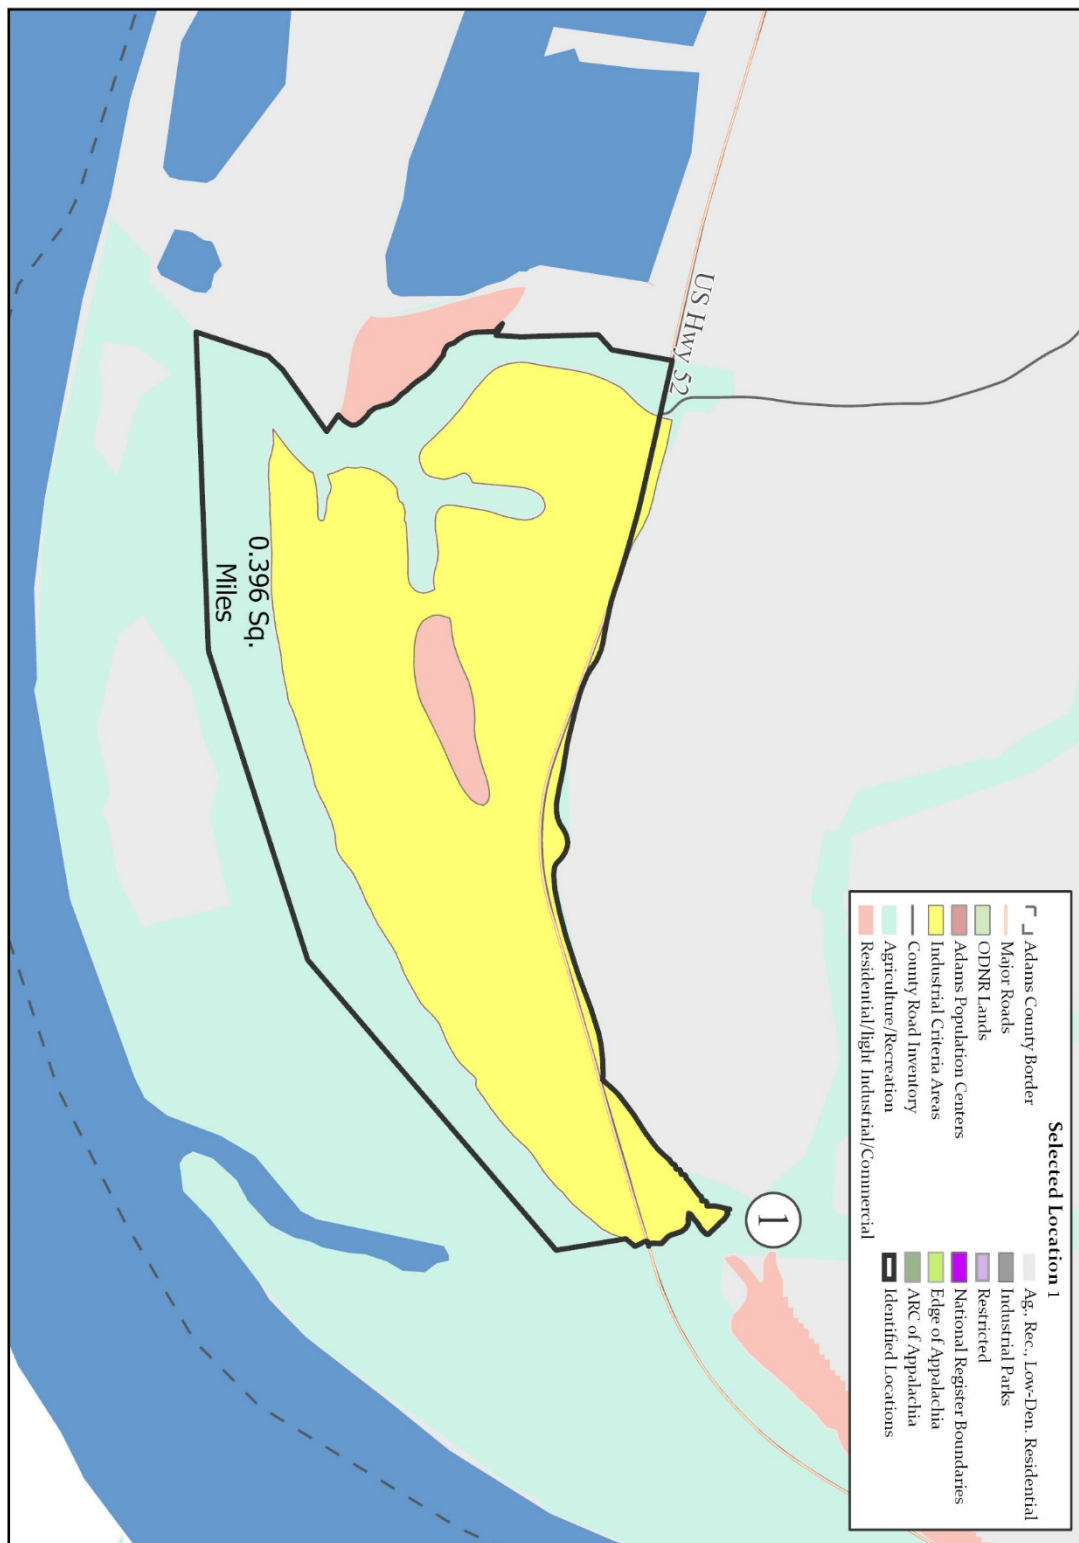 US Hwy 52
0.396 Sq.
Miles
1
Selected Location 1
Adams County Border
Major Roads
ODNR Lands
Adams Population Centers
Industrial Criteria Areas
County Road Inventory
Agriculture/Recreation
Residential/light Industrial/Commercial
Ag., Rec., Low-Den. Residential
Industrial Parks
Restricted
National Register Boundaries
Edge of Appalachia
ARC of Appalachia
Identified Locations